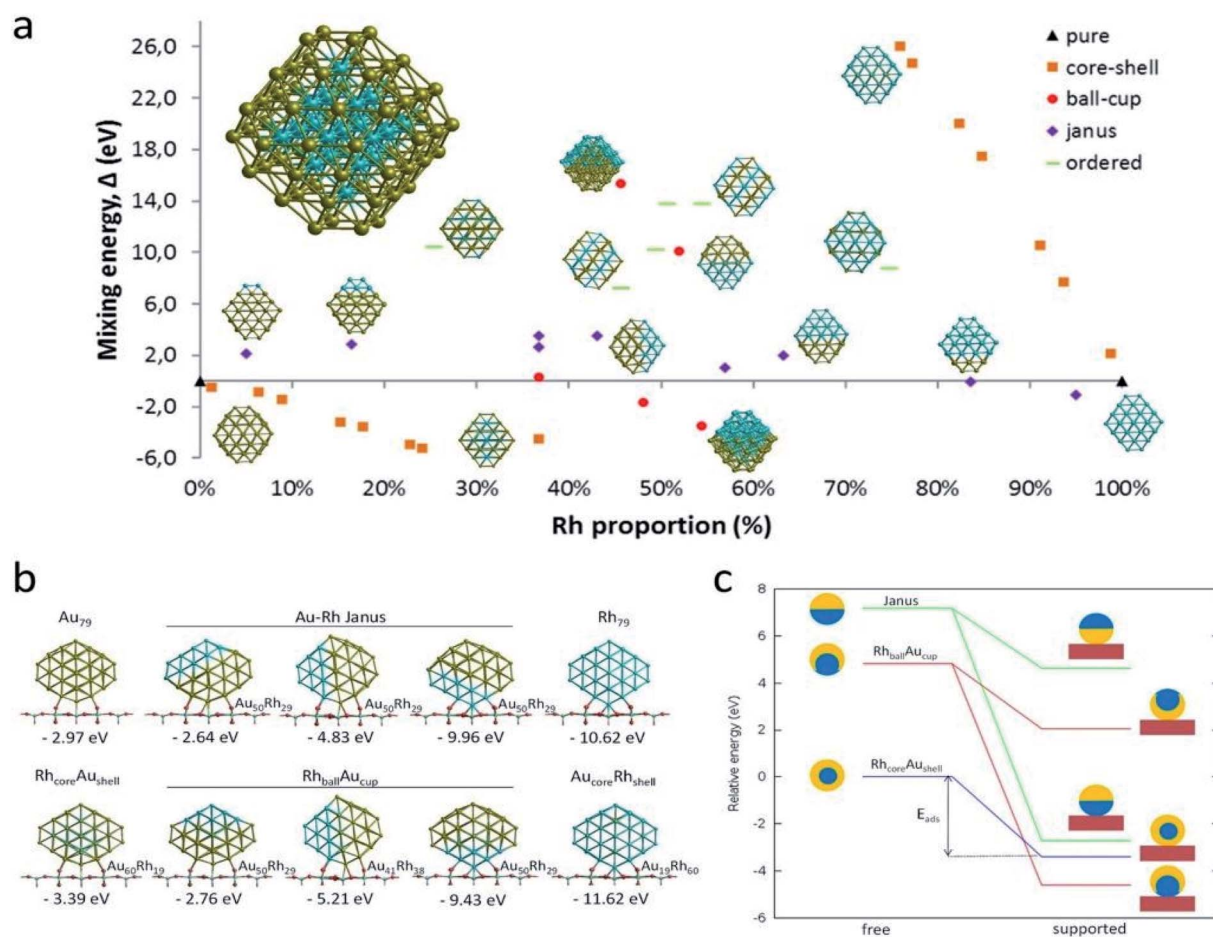 a
Mixing energy, Δ (eV)
26,0
22,0
18,0
14,0
10,0
6,0
2,0
-2,0
-6,0
pure
core-shell
ball-cup
janus
ordered
0% 10% 20% 30% 40% 50% 60% 70% 80% 90% 100%
Rh proportion (%)
b
Au79 Au-Rh Janus Rh79
Au50Rh29 Au50Rh29 Au50Rh29
- 2.97 eV - 2.64 eV -4.83 eV -9.96 eV - 10.62 eV
RhcoreAushell RhballAucup AucoreRhshell
Au60Rh19 Au50Rh29 Au41Rh38 Au50Rh29 Au19Rh60
- 3.39 eV - 2.76 eV - 5.21 eV - 9.43 eV - 11.62 eV
c
Relative energy (eV)
8
6
4
2
0
-2
-4
-6
Janus
RhballAucup
RhcoreAushell
Eads
free supported